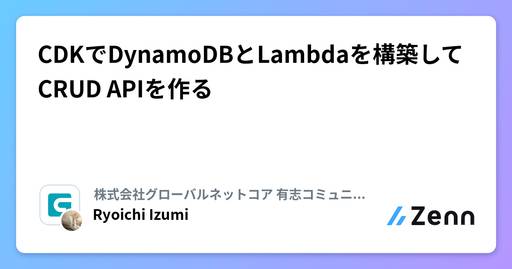 CDKでDynamoDBとLambdaを構築して
CRUD APIを作る
株式会社グローバルネットコア 有志コミュニ...
Ryoichi Izumi
Zenn